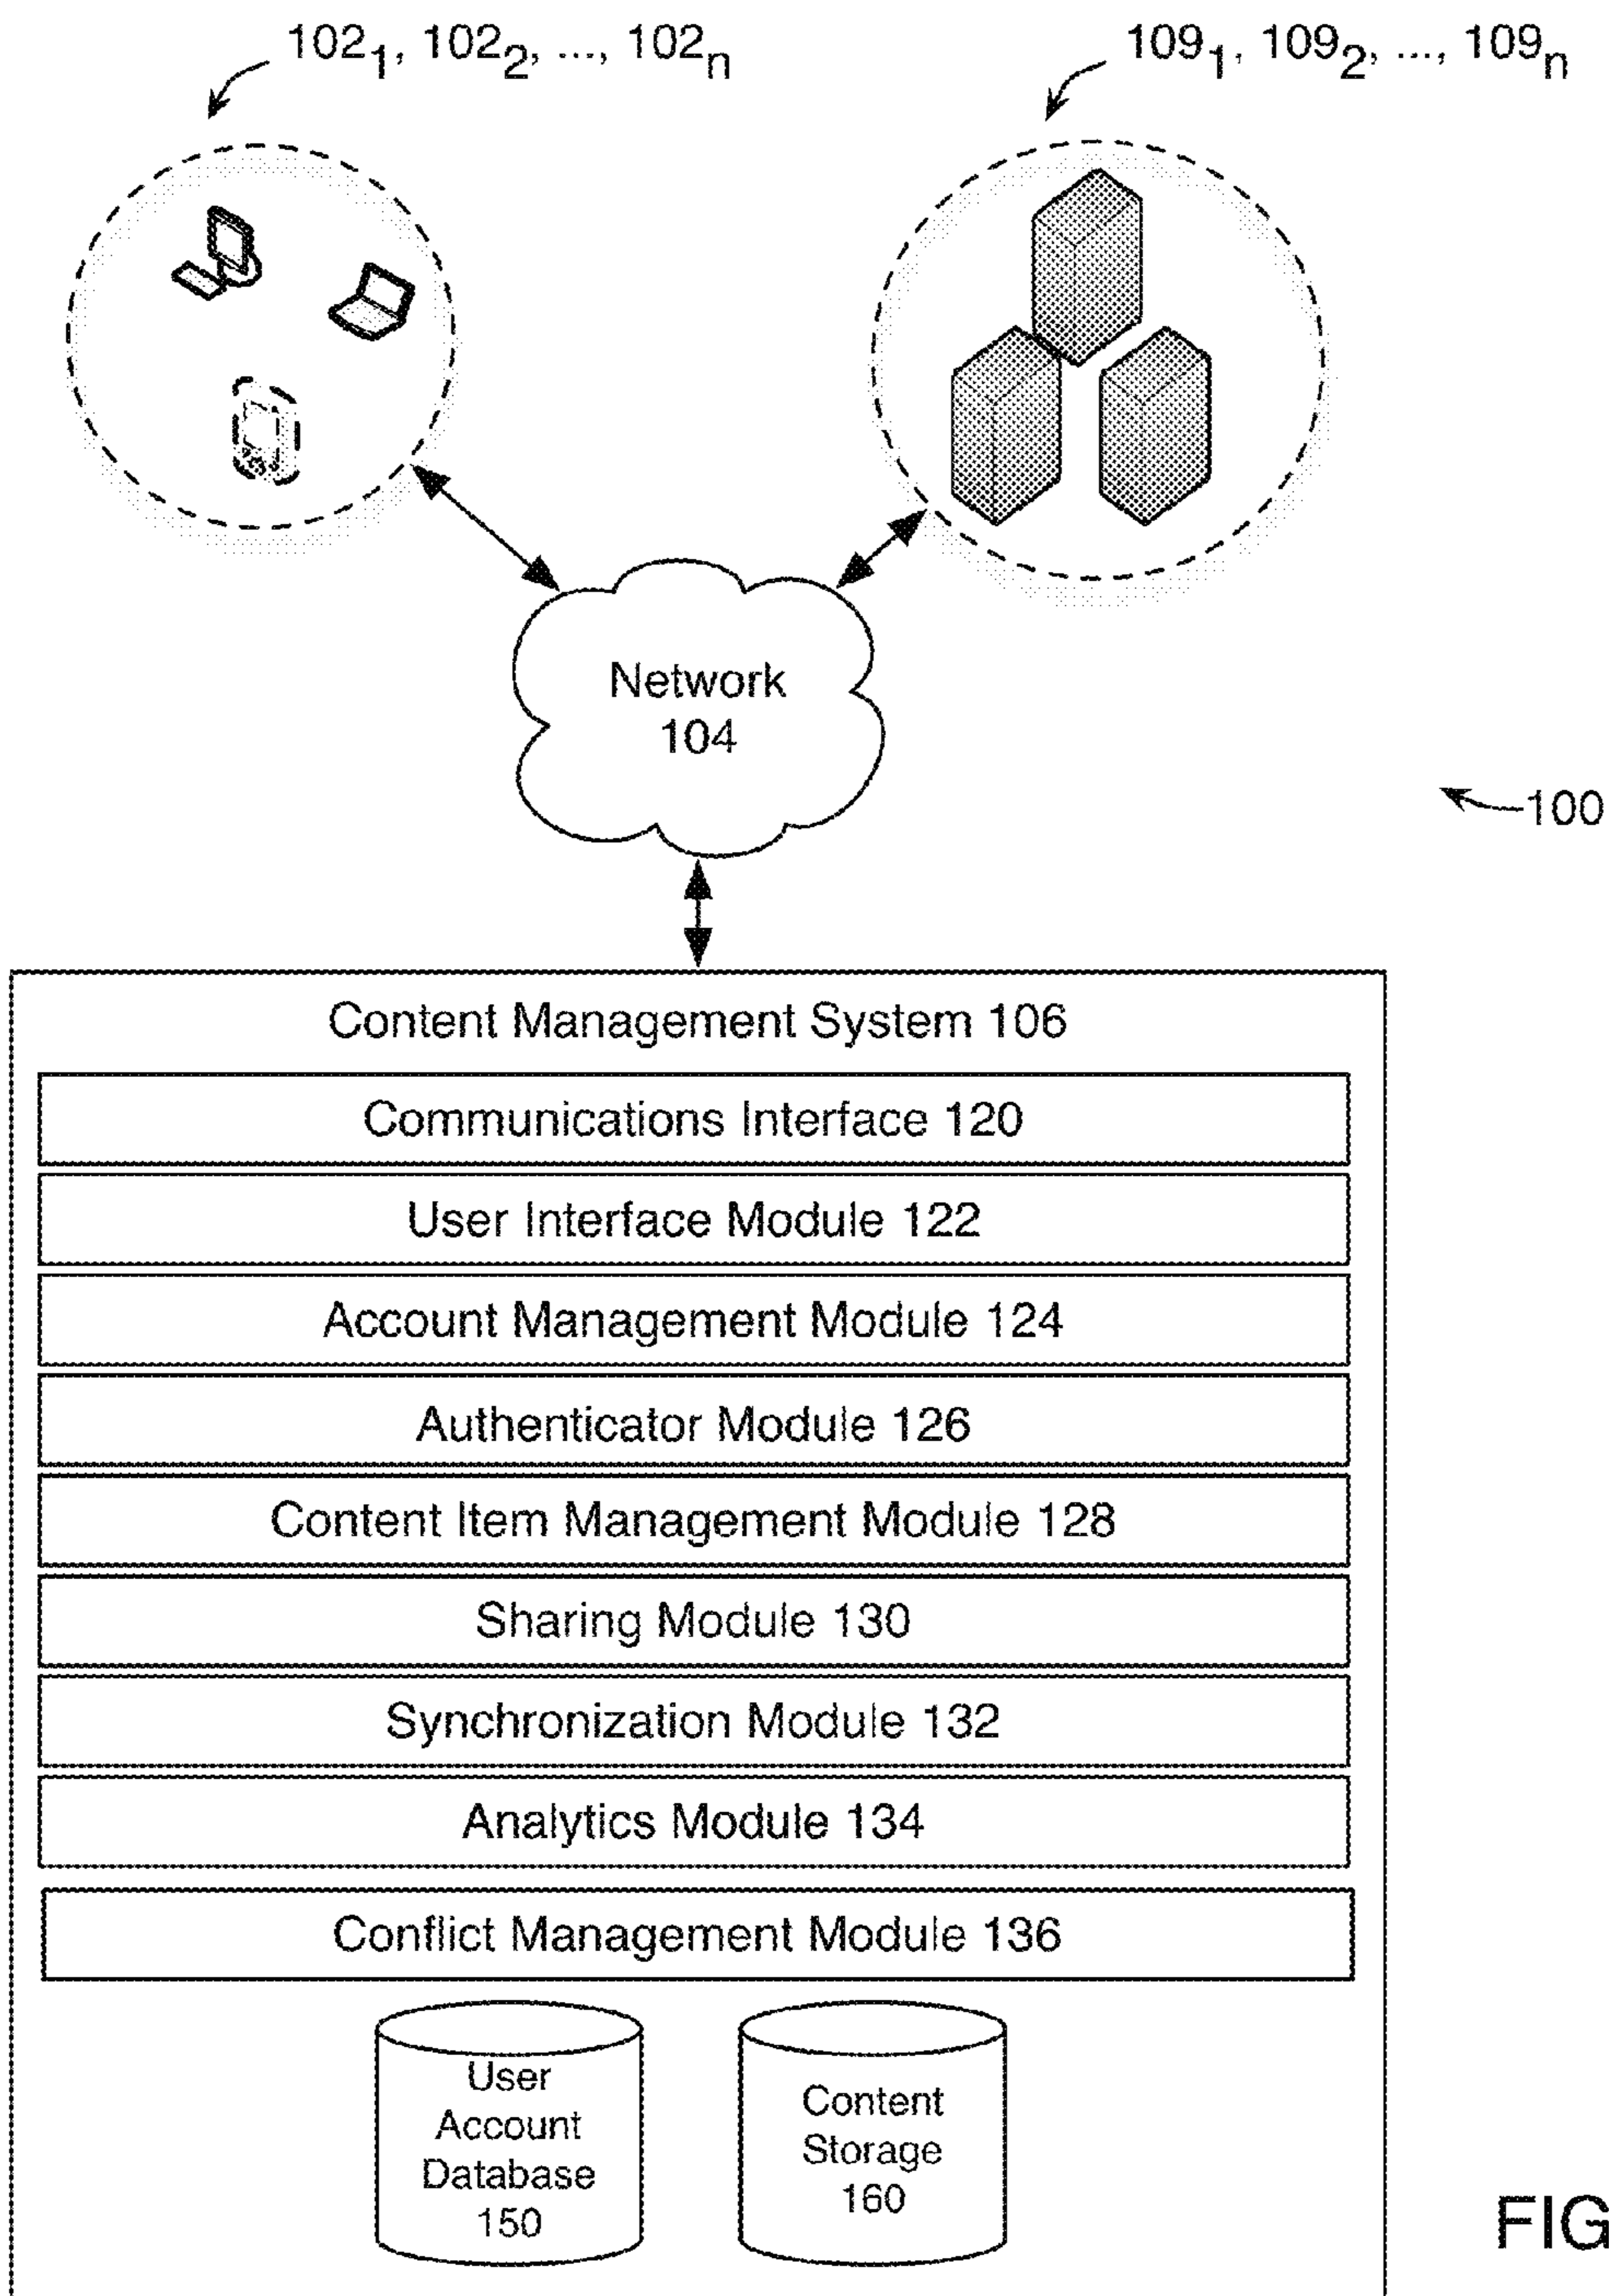 102₁, 102₂, ..., 102ₙ
109₁, 109₂, ..., 109ₙ
Network
104
100
Content Management System 106
Communications Interface 120
User Interface Module 122
Account Management Module 124
Authenticator Module 126
Content Item Management Module 128
Sharing Module 130
Synchronization Module 132
Analytics Module 134
Conflict Management Module 136
User
Account
Database
150
Content
Storage
160
FIG